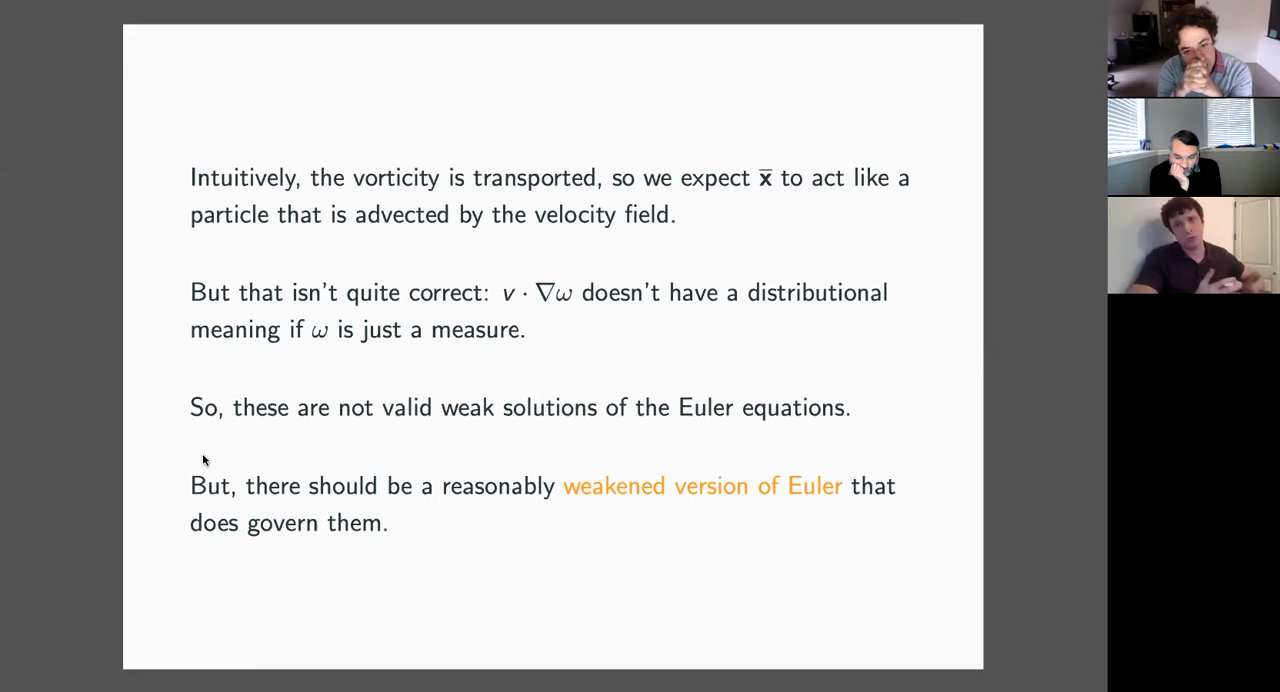 Intuitively, the vorticity is transported, so we expect x̄ to act like a
particle that is advected by the velocity field.
But that isn't quite correct: v · ∇ω doesn't have a distributional
meaning if ω is just a measure.
So, these are not valid weak solutions of the Euler equations.
But, there should be a reasonably weakened version of Euler that
does govern them.